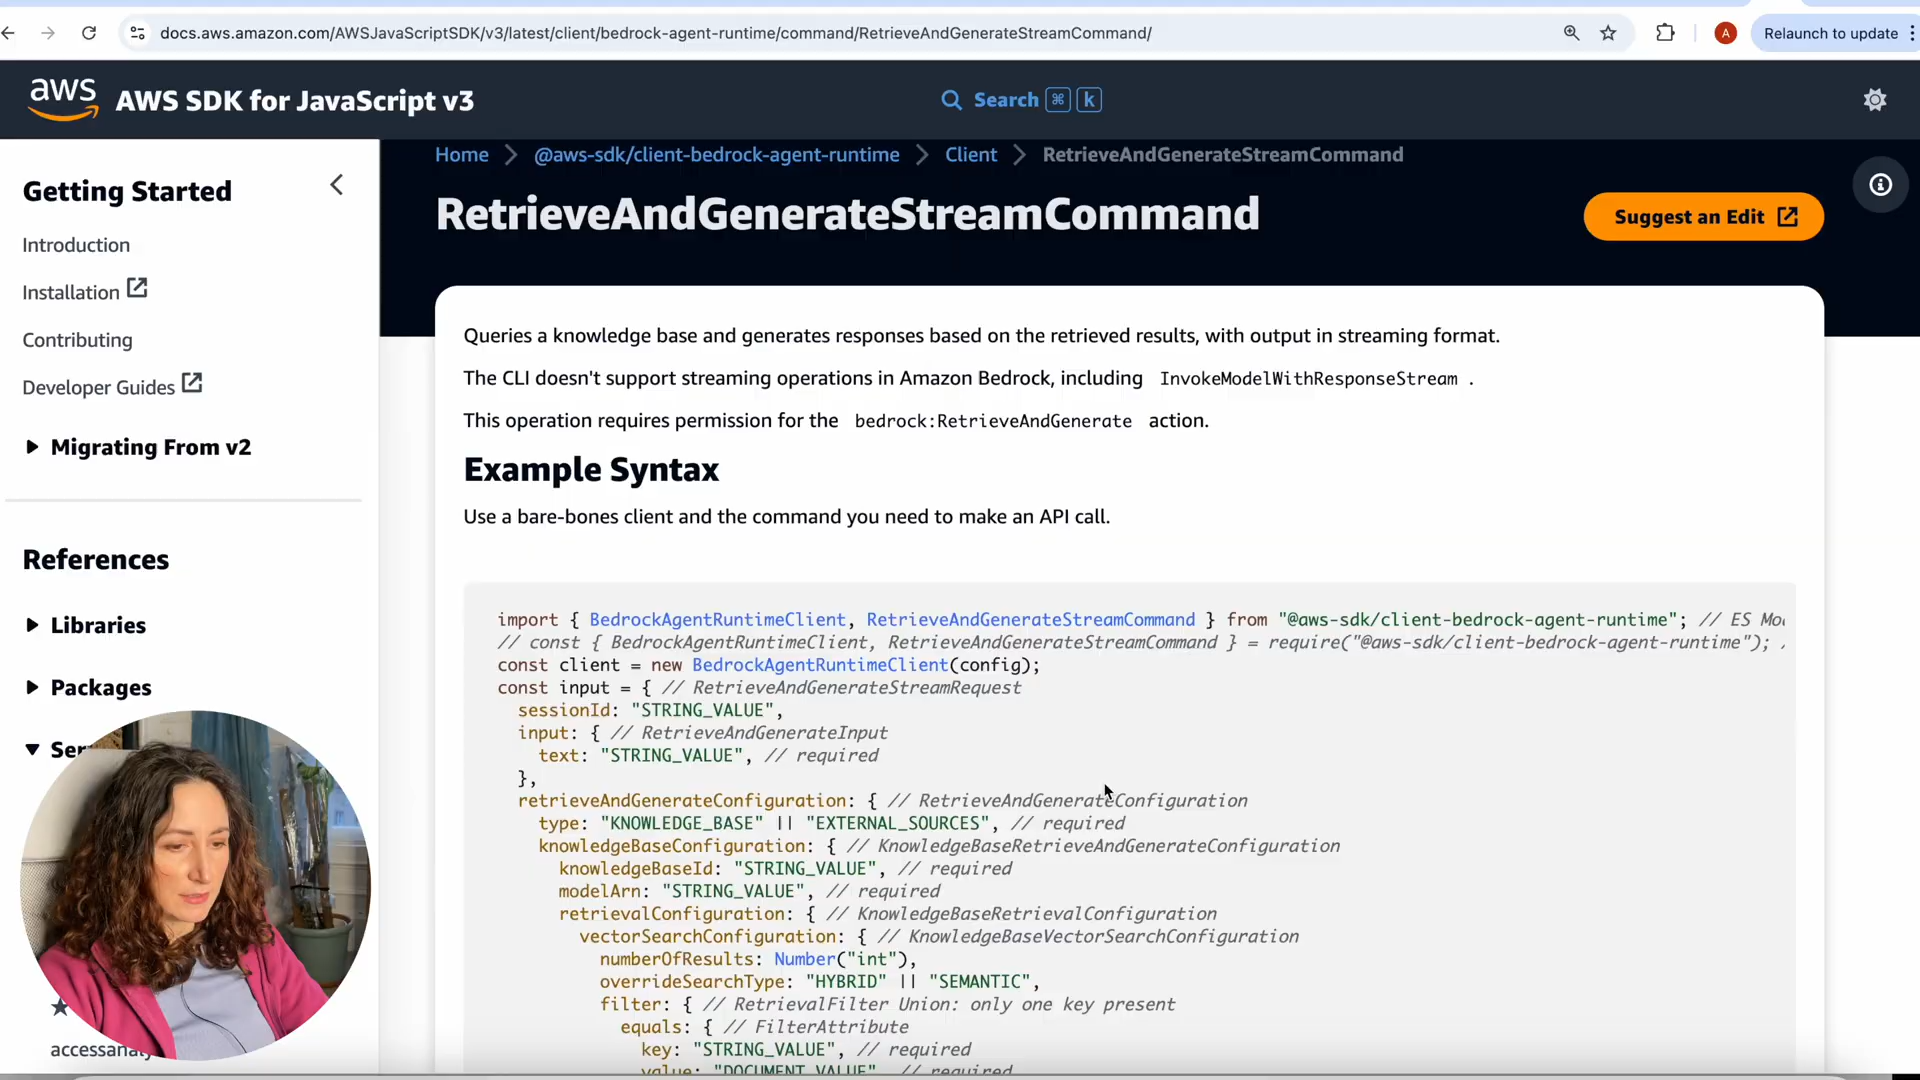 docs.aws.amazon.com/AWSJavaScriptSDK/v3/latest/client/bedrock-agent-runtime/command/RetrieveAndGenerateStreamCommand/
A
Relaunch to update
aws
AWS SDK for JavaScript v3
Search ⌘ k
Getting Started
Introduction
Installation
Contributing
Developer Guides
Migrating From v2
References
Libraries
Packages
Home > @aws-sdk/client-bedrock-agent-runtime > Client > RetrieveAndGenerateStreamCommand
RetrieveAndGenerateStreamCommand
Suggest an Edit
Queries a knowledge base and generates responses based on the retrieved results, with output in streaming format.
The CLI doesn't support streaming operations in Amazon Bedrock, including InvokeModelWithResponseStream .
This operation requires permission for the bedrock:RetrieveAndGenerate action.
Example Syntax
Use a bare-bones client and the command you need to make an API call.
import { BedrockAgentRuntimeClient, RetrieveAndGenerateStreamCommand } from "@aws-sdk/client-bedrock-agent-runtime"; // ES Mo
// const { BedrockAgentRuntimeClient, RetrieveAndGenerateStreamCommand } = require("@aws-sdk/client-bedrock-agent-runtime"); /
const client = new BedrockAgentRuntimeClient(config);
const input = { // RetrieveAndGenerateStreamRequest
sessionId: "STRING_VALUE",
input: { // RetrieveAndGenerateInput
text: "STRING_VALUE", // required
},
retrieveAndGenerateConfiguration: { // RetrieveAndGenerateConfiguration
type: "KNOWLEDGE_BASE" || "EXTERNAL_SOURCES", // required
knowledgeBaseConfiguration: { // KnowledgeBaseRetrieveAndGenerateConfiguration
knowledgeBaseId: "STRING_VALUE", // required
modelArn: "STRING_VALUE", // required
retrievalConfiguration: { // KnowledgeBaseRetrievalConfiguration
vectorSearchConfiguration: { // KnowledgeBaseVectorSearchConfiguration
numberOfResults: Number("int"),
overrideSearchType: "HYBRID" || "SEMANTIC",
filter: { // RetrievalFilter Union: only one key present
equals: { // FilterAttribute
key: "STRING_VALUE", // required
value: "DOCUMENT_VALUE", // required